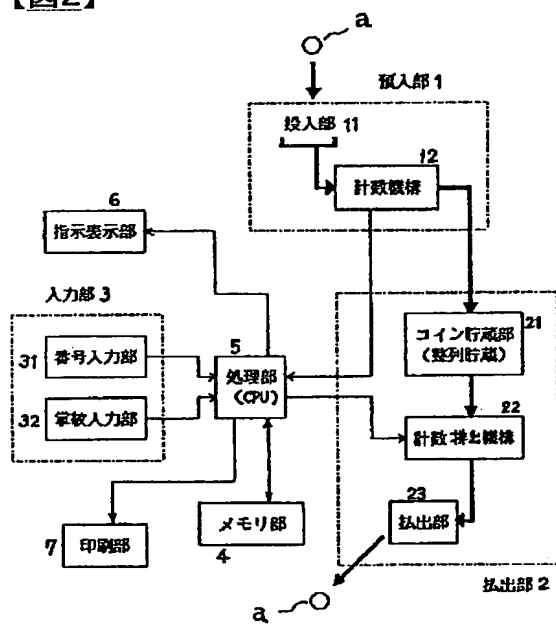 【図2】
a
預入部 1
投入部 11
12
計数機構
6
指示表示部
入力部 3
31 番号入力部
32 掌紋入力部
5
処理部
(CPU)
21
コイン貯蔵部
(整列貯蔵)
22
計数排出機構
23
払出部
7 印刷部
メモリ部
4
払出部 2
a